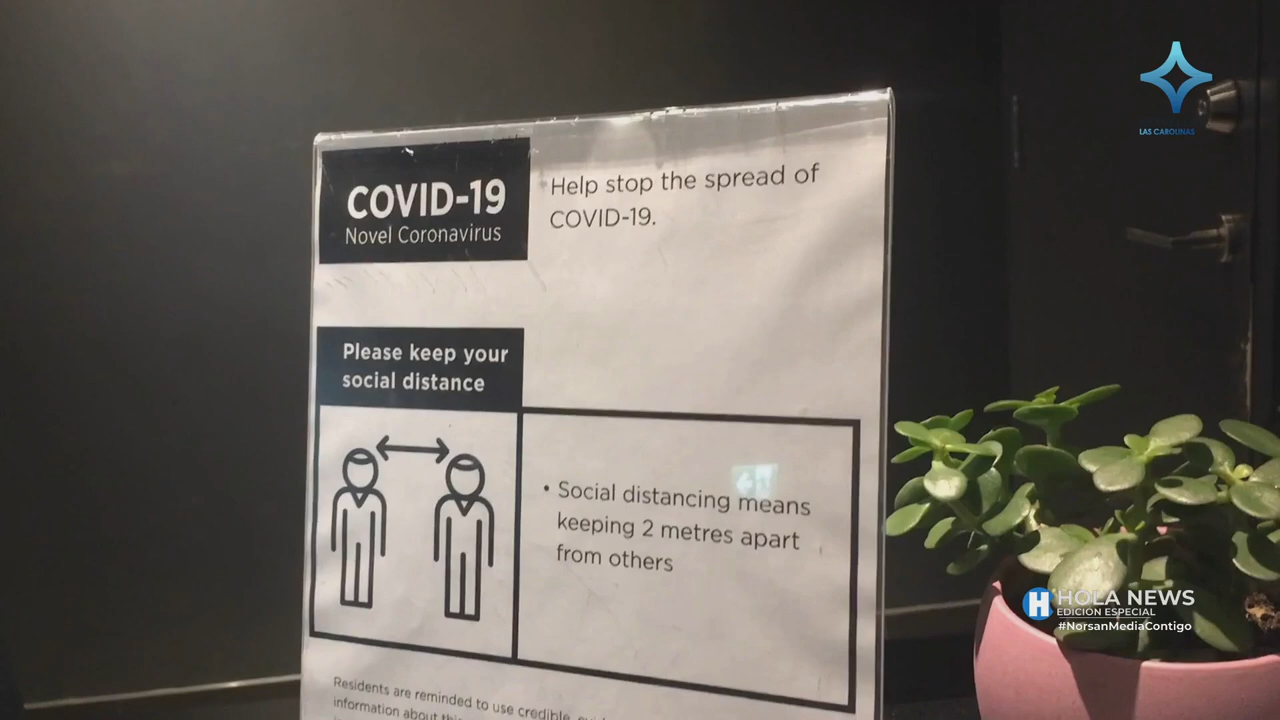 LAS CAROLINAS
COVID-19
Novel Coronavirus
Help stop the spread of
COVID-19.
Please keep your
social distance
• Social distancing means
keeping 2 metres apart
from others
HOLA NEWS
EDICION ESPECIAL
#NorsanMediaContigo
Residents are reminded to use credible,
information about